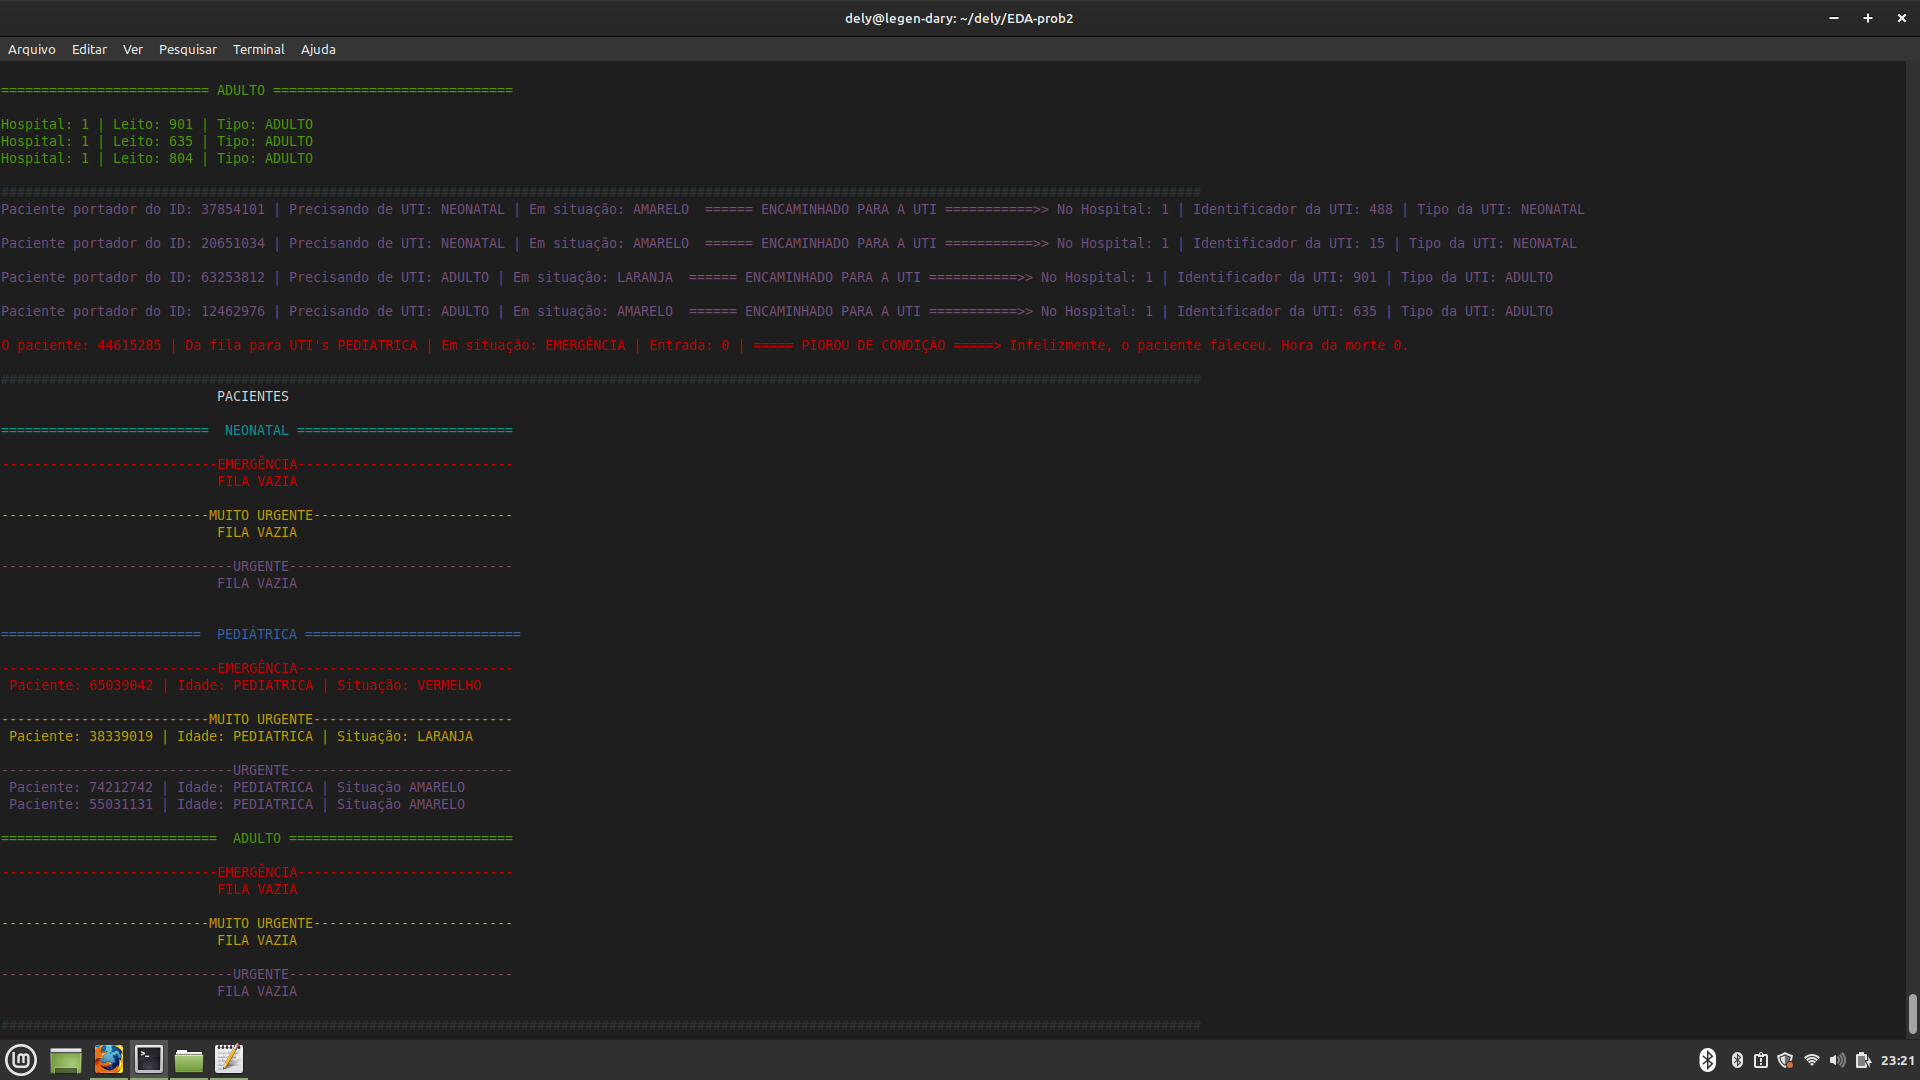 dely@legen-dary: ~/dely/EDA-prob2
Arquivo Editar Ver Pesquisar Terminal Ajuda
========================== ADULTO ==============================
Hospital: 1 | Leito: 901 | Tipo: ADULTO
Hospital: 1 | Leito: 635 | Tipo: ADULTO
Hospital: 1 | Leito: 804 | Tipo: ADULTO
######################################################################################################################################################
Paciente portador do ID: 37854101 | Precisando de UTI: NEONATAL | Em situação: AMARELO  ====== ENCAMINHADO PARA A UTI ===========>> No Hospital: 1 | Identificador da UTI: 488 | Tipo da UTI: NEONATAL
Paciente portador do ID: 20651034 | Precisando de UTI: NEONATAL | Em situação: AMARELO  ====== ENCAMINHADO PARA A UTI ===========>> No Hospital: 1 | Identificador da UTI: 15 | Tipo da UTI: NEONATAL
Paciente portador do ID: 63253812 | Precisando de UTI: ADULTO | Em situação: LARANJA  ====== ENCAMINHADO PARA A UTI ===========>> No Hospital: 1 | Identificador da UTI: 901 | Tipo da UTI: ADULTO
Paciente portador do ID: 12462976 | Precisando de UTI: ADULTO | Em situação: AMARELO  ====== ENCAMINHADO PARA A UTI ===========>> No Hospital: 1 | Identificador da UTI: 635 | Tipo da UTI: ADULTO
O paciente: 44615285 | Da fila para UTI's PEDIATRICA | Em situação: EMERGÊNCIA | Entrada: 0 | ===== PIOROU DE CONDIÇÃO =====> Infelizmente, o paciente faleceu. Hora da morte 0.
######################################################################################################################################################
PACIENTES
==========================  NEONATAL ===========================
---------------------------EMERGÊNCIA---------------------------
FILA VAZIA
--------------------------MUITO URGENTE-------------------------
FILA VAZIA
-----------------------------URGENTE----------------------------
FILA VAZIA
=========================  PEDIÁTRICA ===========================
---------------------------EMERGÊNCIA---------------------------
Paciente: 65039042 | Idade: PEDIATRICA | Situação: VERMELHO
--------------------------MUITO URGENTE-------------------------
Paciente: 38339019 | Idade: PEDIATRICA | Situação: LARANJA
-----------------------------URGENTE----------------------------
Paciente: 74212742 | Idade: PEDIATRICA | Situação AMARELO
Paciente: 55031131 | Idade: PEDIATRICA | Situação AMARELO
===========================  ADULTO ============================
---------------------------EMERGÊNCIA---------------------------
FILA VAZIA
--------------------------MUITO URGENTE-------------------------
FILA VAZIA
-----------------------------URGENTE----------------------------
FILA VAZIA
######################################################################################################################################################
23:21